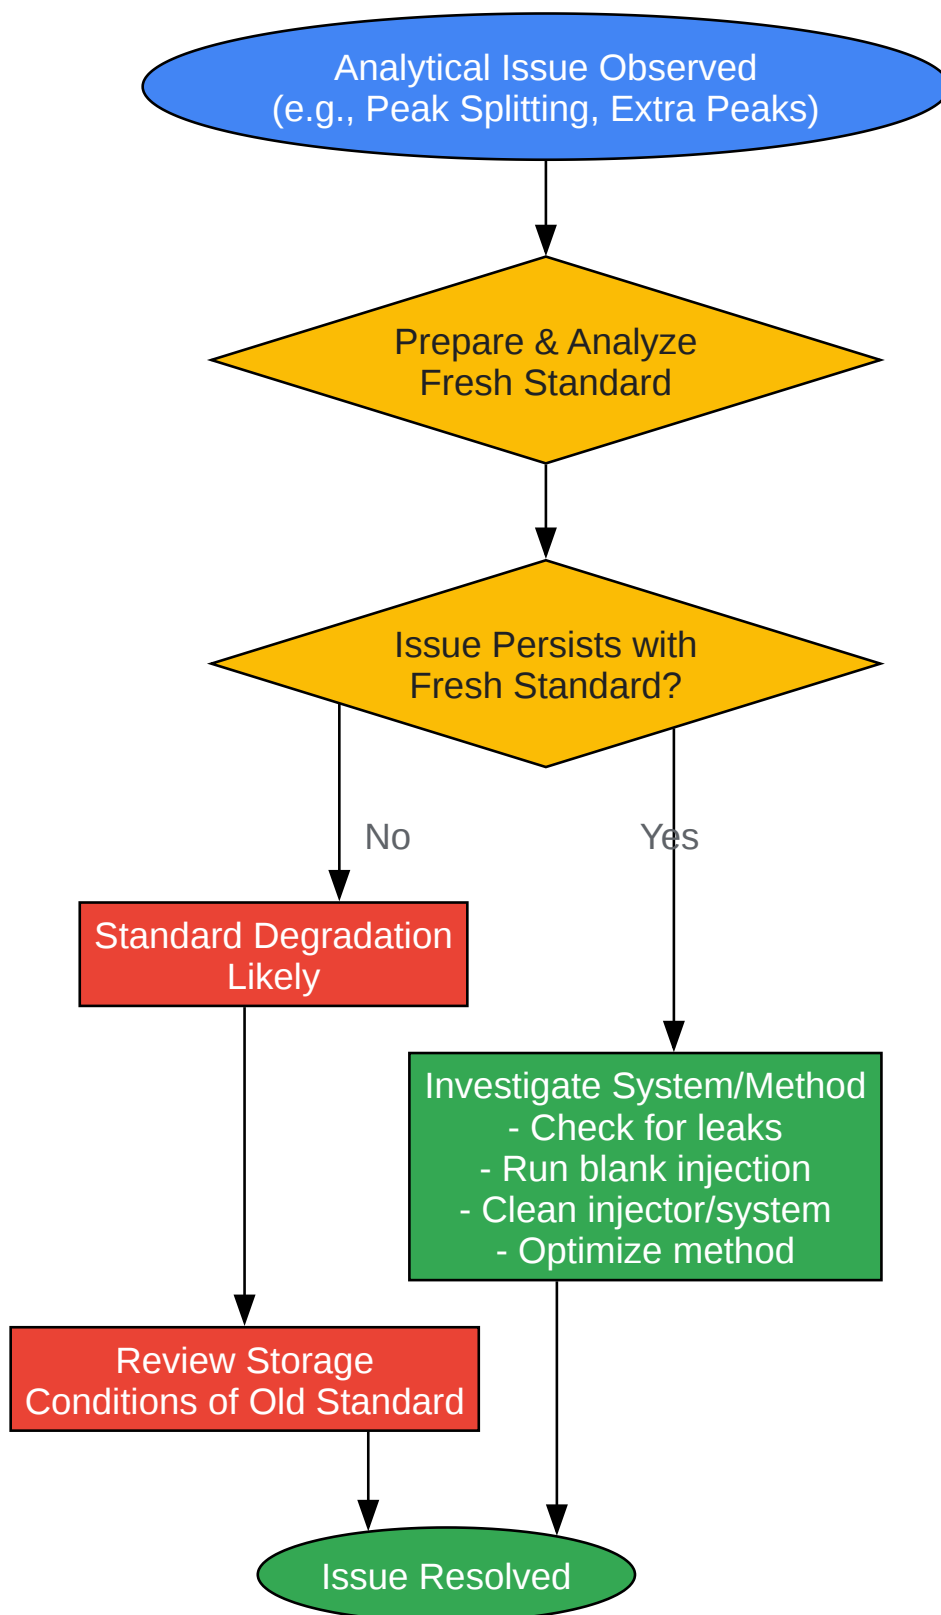 Analytical Issue Observed
(e.g., Peak Splitting, Extra Peaks)
Prepare & Analyze
Fresh Standard
Issue Persists with
Fresh Standard?
No
Yes
Standard Degradation
Likely
Investigate System/Method
- Check for leaks
- Run blank injection
- Clean injector/system
- Optimize method
Review Storage
Conditions of Old Standard
Issue Resolved